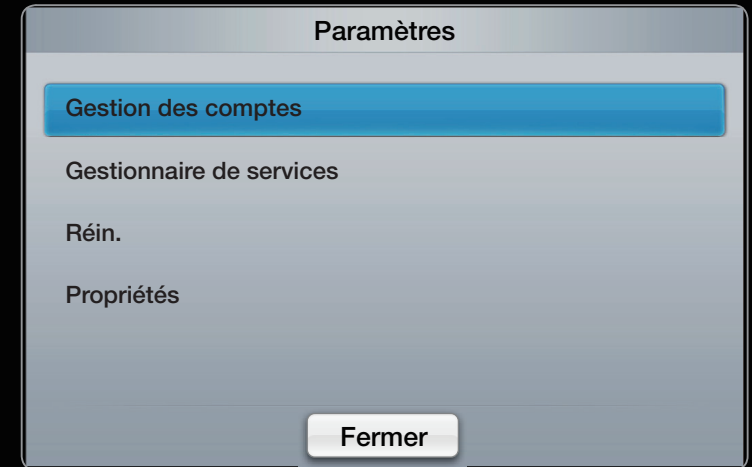 Paramètres
Gestion des comptes
Gestionnaire de services
Réin.
Propriétés
Fermer